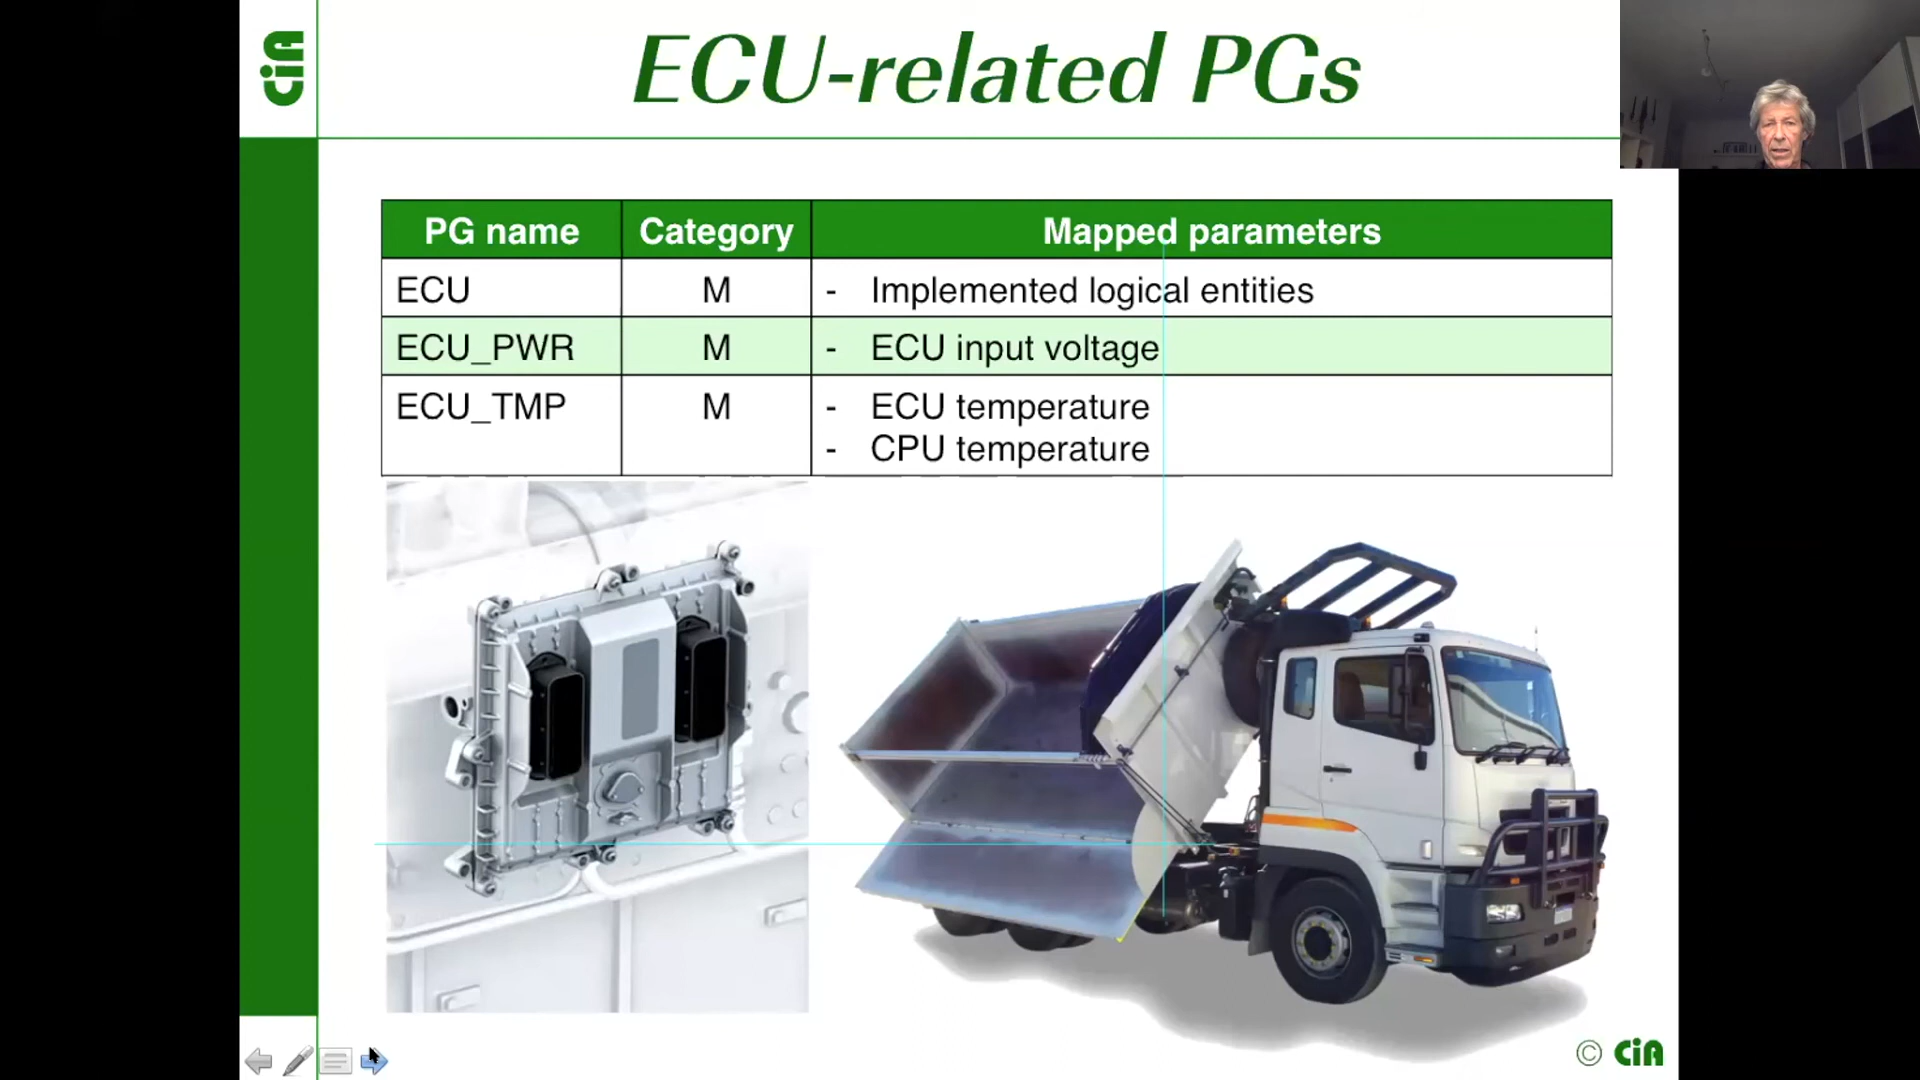 CiA
ECU-related PGs
PG name Category Mapped parameters
ECU M - Implemented logical entities
ECU_PWR M - ECU input voltage
ECU_TMP M - ECU temperature
- CPU temperature
© CiA